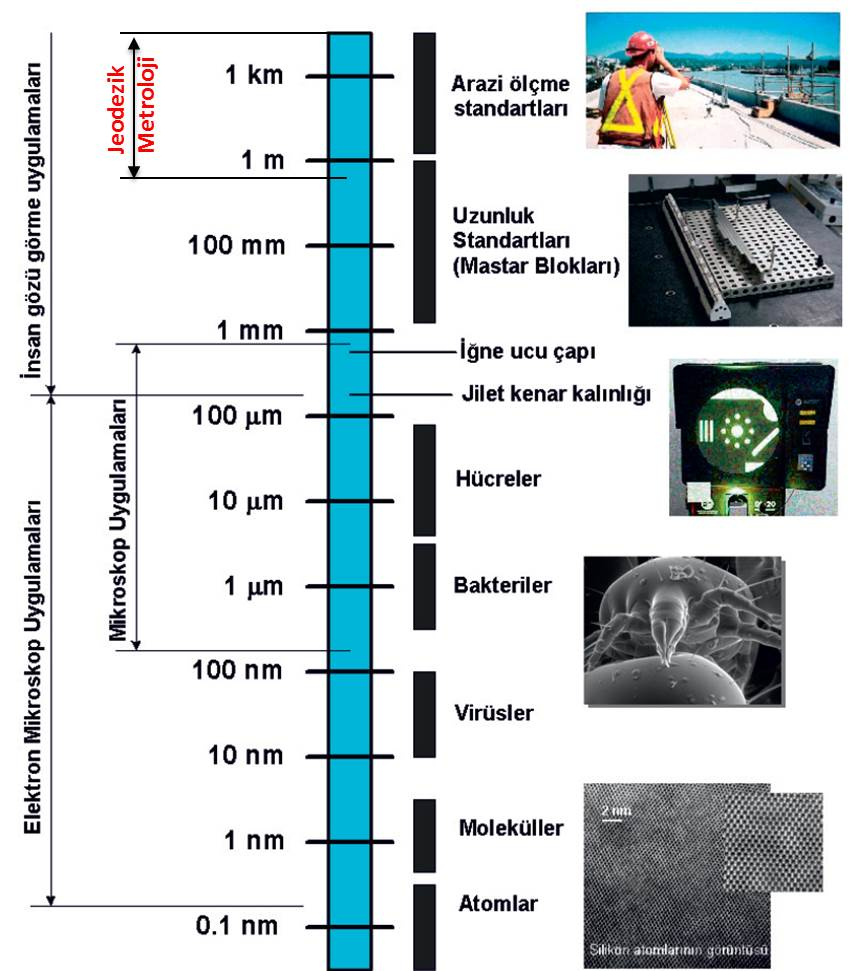 İnsan gözü görme uygulamaları
Jeodezik
Metroloji
1 km
1 m
100 mm
1 mm
100 μm
10 μm
1 μm
100 nm
10 nm
1 nm
0.1 nm
Mikroskop Uygulamaları
Elektron Mikroskop Uygulamaları
Arazi ölçme
standartları
Uzunluk
Standartları
(Mastar Blokları)
İğne ucu çapı
Jilet kenar kalınlığı
Hücreler
Bakteriler
Virüsler
Moleküller
Atomlar
2 nm
Silikon atomlarının görüntüsü